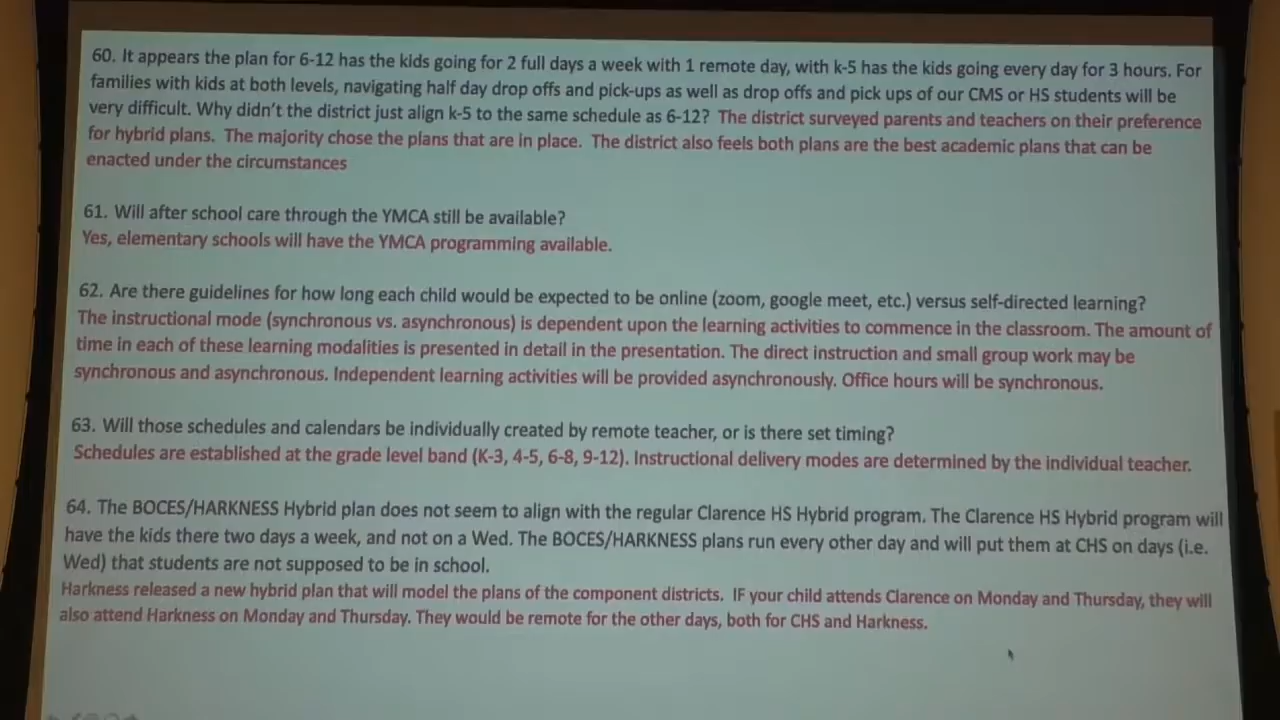 60. It appears the plan for 6-12 has the kids going for 2 full days a week with 1 remote day, with k-5 has the kids going every day for 3 hours. For
families with kids at both levels, navigating half day drop offs and pick-ups as well as drop offs and pick ups of our CMS or HS students will be
very difficult. Why didn't the district just align k-5 to the same schedule as 6-12? The district surveyed parents and teachers on their preference
for hybrid plans. The majority chose the plans that are in place. The district also feels both plans are the best academic plans that can be
enacted under the circumstances
61. Will after school care through the YMCA still be available?
Yes, elementary schools will have the YMCA programming available.
62. Are there guidelines for how long each child would be expected to be online (zoom, google meet, etc.) versus self-directed learning?
The instructional mode (synchronous vs. asynchronous) is dependent upon the learning activities to commence in the classroom. The amount of
time in each of these learning modalities is presented in detail in the presentation. The direct instruction and small group work may be
synchronous and asynchronous. Independent learning activities will be provided asynchronously. Office hours will be synchronous.
63. Will those schedules and calendars be individually created by remote teacher, or is there set timing?
Schedules are established at the grade level band (K-3, 4-5, 6-8, 9-12). Instructional delivery modes are determined by the individual teacher.
64. The BOCES/HARKNESS Hybrid plan does not seem to align with the regular Clarence HS Hybrid program. The Clarence HS Hybrid program will
have the kids there two days a week, and not on a Wed. The BOCES/HARKNESS plans run every other day and will put them at CHS on days (i.e.
Wed) that students are not supposed to be in school.
Harkness released a new hybrid plan that will model the plans of the component districts. IF your child attends Clarence on Monday and Thursday, they will
also attend Harkness on Monday and Thursday. They would be remote for the other days, both for CHS and Harkness.